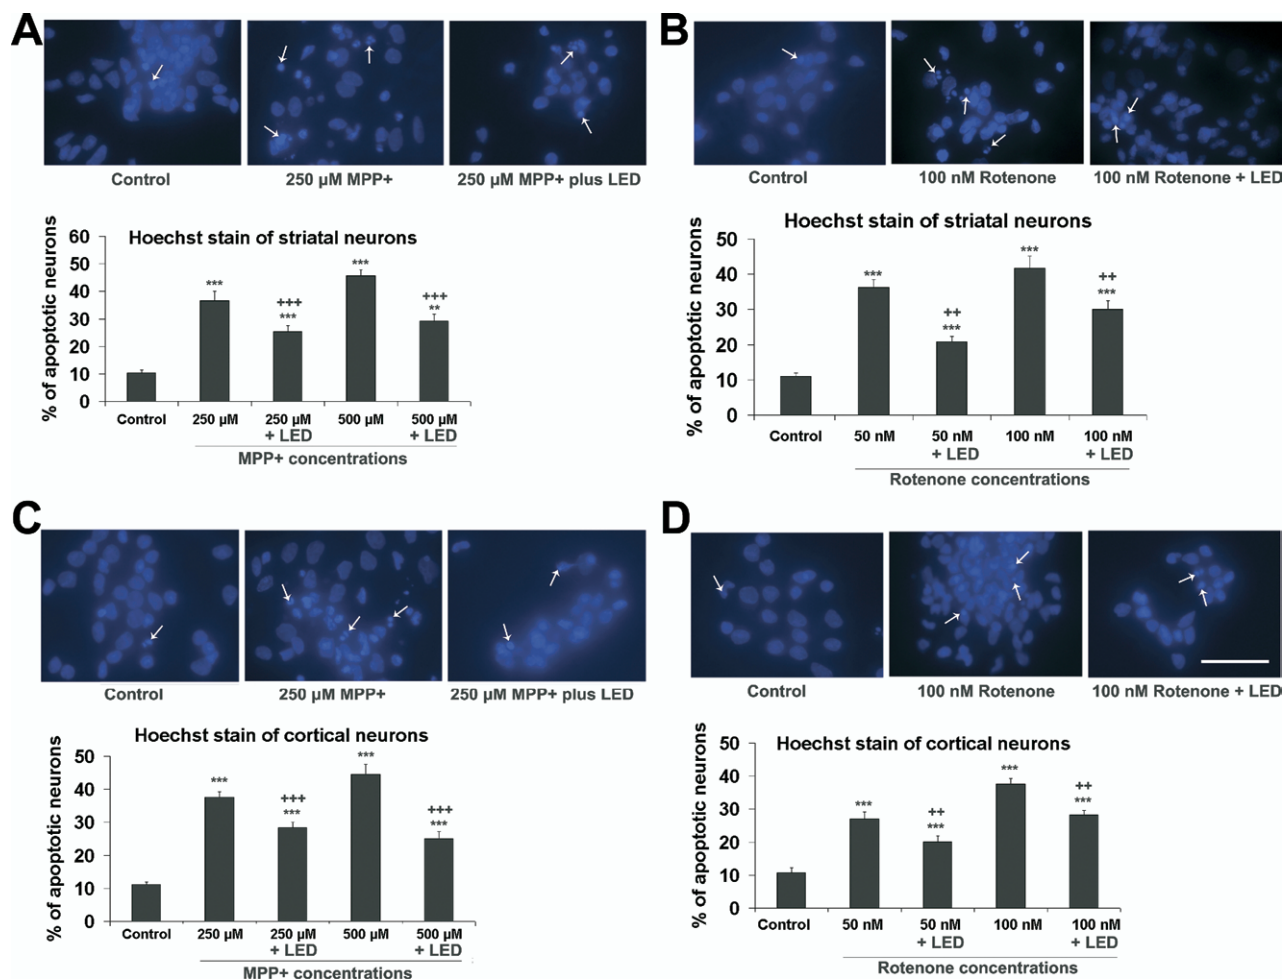 A
Control
250 µM MPP+
250 µM MPP+ plus LED
Hoechst stain of striatal neurons
% of apoptotic neurons
60
50
40
30
20
10
0
***
+++
***
***
+++
**
Control
250 µM
250 µM
+ LED
500 µM
500 µM
+ LED
MPP+ concentrations
B
Control
100 nM Rotenone
100 nM Rotenone + LED
Hoechst stain of striatal neurons
% of apoptotic neurons
50
40
30
20
10
0
***
++
***
***
++
***
Control
50 nM
50 nM
+ LED
100 nM
100 nM
+ LED
Rotenone concentrations
C
Control
250 µM MPP+
250 µM MPP+ plus LED
Hoechst stain of cortical neurons
% of apoptotic neurons
50
40
30
20
10
0
***
+++
***
***
+++
***
Control
250 µM
250 µM
+ LED
500 µM
500 µM
+ LED
MPP+ concentrations
D
Control
100 nM Rotenone
100 nM Rotenone + LED
Hoechst stain of cortical neurons
% of apoptotic neurons
50
40
30
20
10
0
***
++
***
***
++
***
Control
50 nM
50 nM
+ LED
100 nM
100 nM
+ LED
Rotenone concentrations